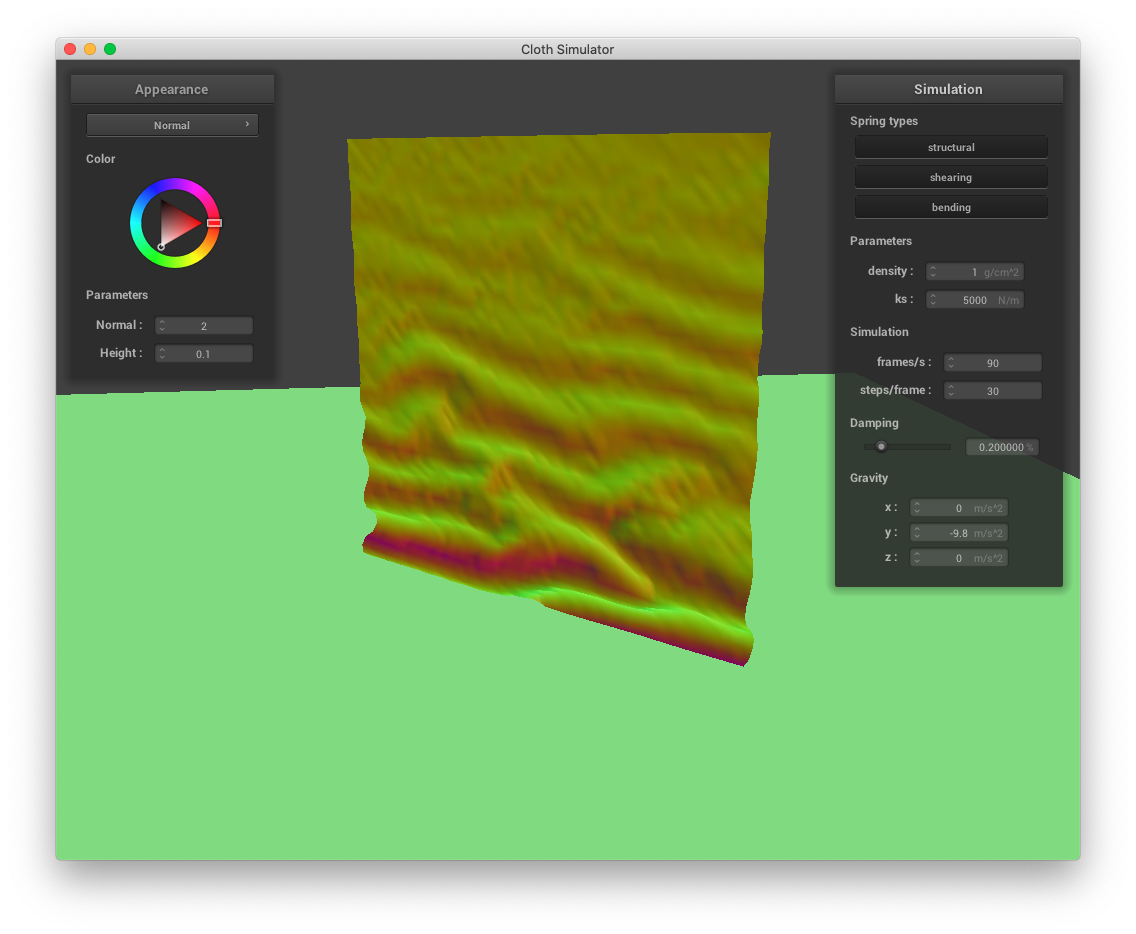 Cloth Simulator
Appearance
Normal
Color
Parameters
Normal : 2
Height : 0.1
Simulation
Spring types
structural
shearing
bending
Parameters
density : 1 g/cm^2
ks : 5000 N/m
Simulation
frames/s : 90
steps/frame : 30
Damping
0.200000 %
Gravity
x : 0 m/s^2
y : -9.8 m/s^2
z : 0 m/s^2